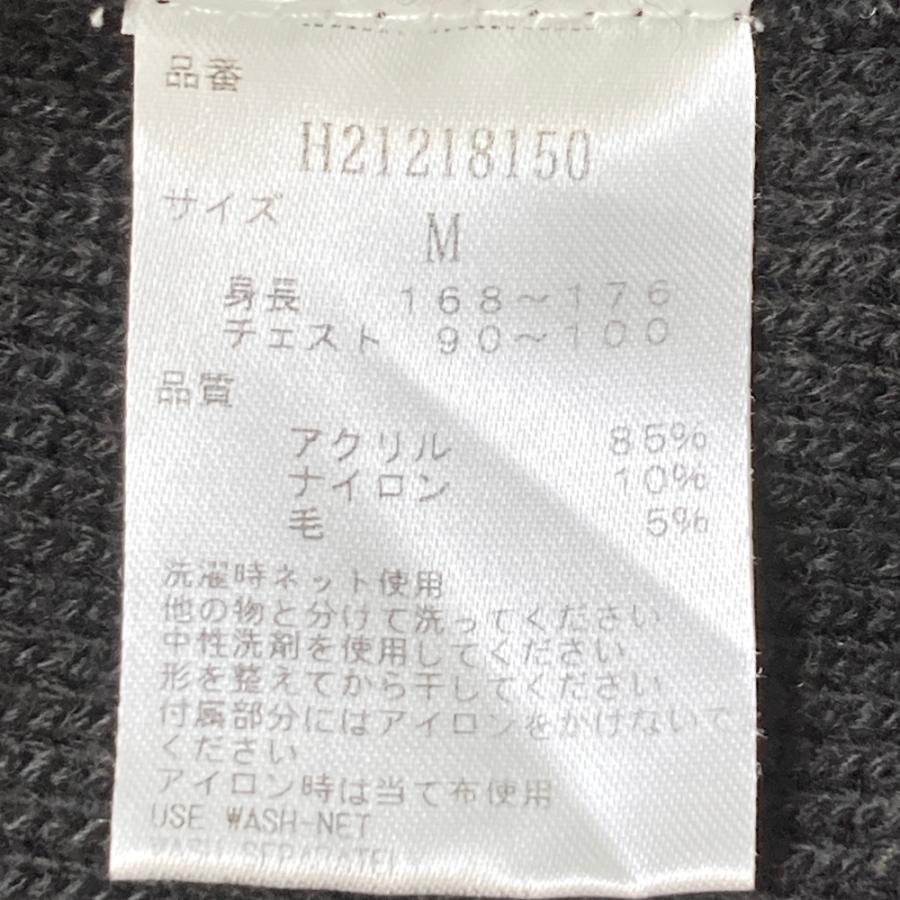 品番
H21218150
サイズ
M
身長 168～176
チェスト 90～100
品質
アクリル 85%
ナイロン 10%
毛 5%
洗濯時ネット使用
他の物と分けて洗ってください
中性洗剤を使用してください
形を整えてから干してください
付属部分にはアイロンをかけないで
ください
アイロン時は当て布使用
USE WASH-NET
WASH SEPARATELY